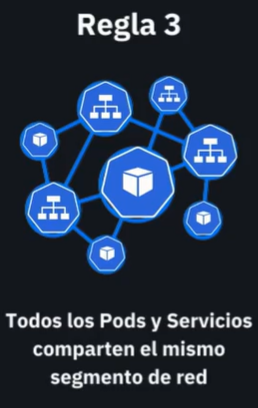 Regla 3
Todos los Pods y Servicios
comparten el mismo
segmento de red